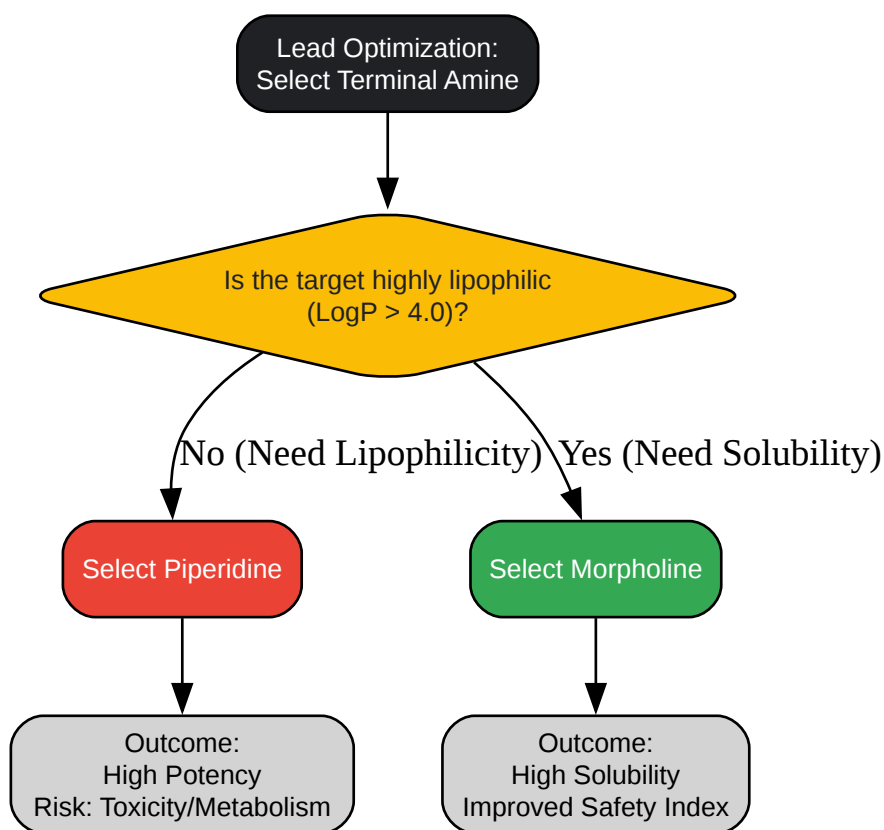 Lead Optimization:
Select Terminal Amine
Is the target highly lipophilic
(LogP > 4.0)?
No (Need Lipophilicity)
Yes (Need Solubility)
Select Piperidine
Select Morpholine
Outcome:
High Potency
Risk: Toxicity/Metabolism
Outcome:
High Solubility
Improved Safety Index